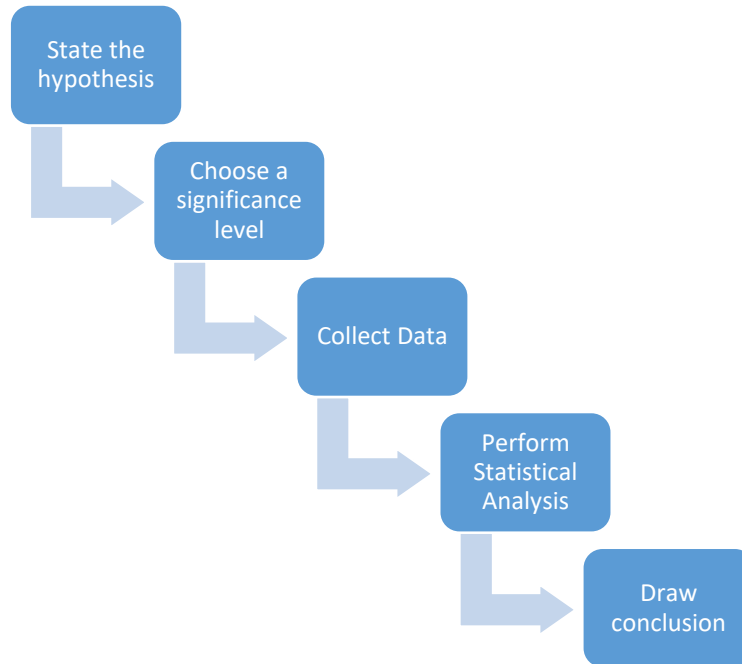 State the
hypothesis
Choose a
significance
level
Collect Data
Perform
Statistical
Analysis
Draw
conclusion